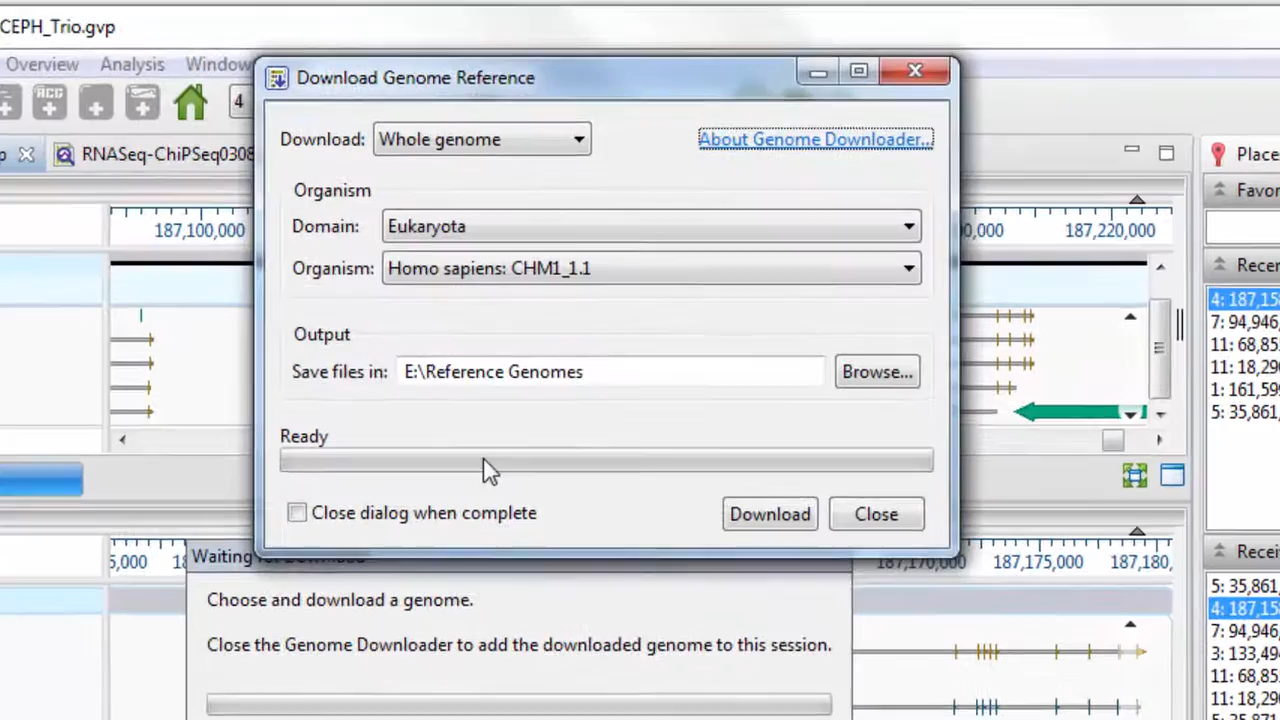 CEPH_Trio.gvp
Overview Analysis Window
Download Genome Reference
4
RNASeq-ChiPSeq0308
Download: Whole genome About Genome Downloader...
Place
Organism
Favor
Domain: Eukaryota
187,100,000 187,220,000
Organism: Homo sapiens: CHM1_1.1
Recen
4: 187,15
7: 94,946,
Output
11: 68,85
Save files in: E:\Reference Genomes Browse...
11: 18,29
1: 161,59
5: 35,861
Ready
Close dialog when complete Download Close
Recei
187,170,000 187,175,000 187,180,
Choose and download a genome.
5: 35,861,
4: 187,15
Close the Genome Downloader to add the downloaded genome to this session.
7: 94,946
3: 133,494
11: 68,85
11: 18,290